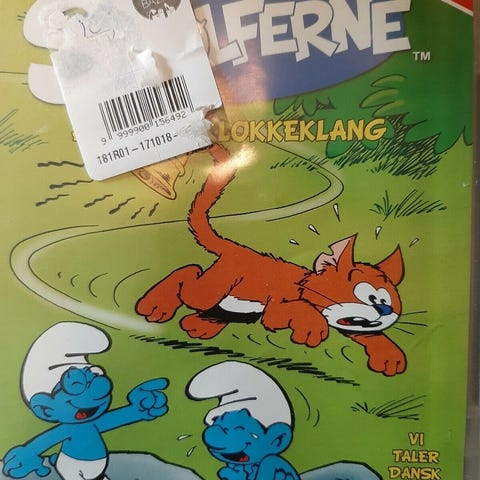 LFERNE
TM
LOKKEKLANG
9 999900 156492
181R01-171018-
VI
TALER
DANSK